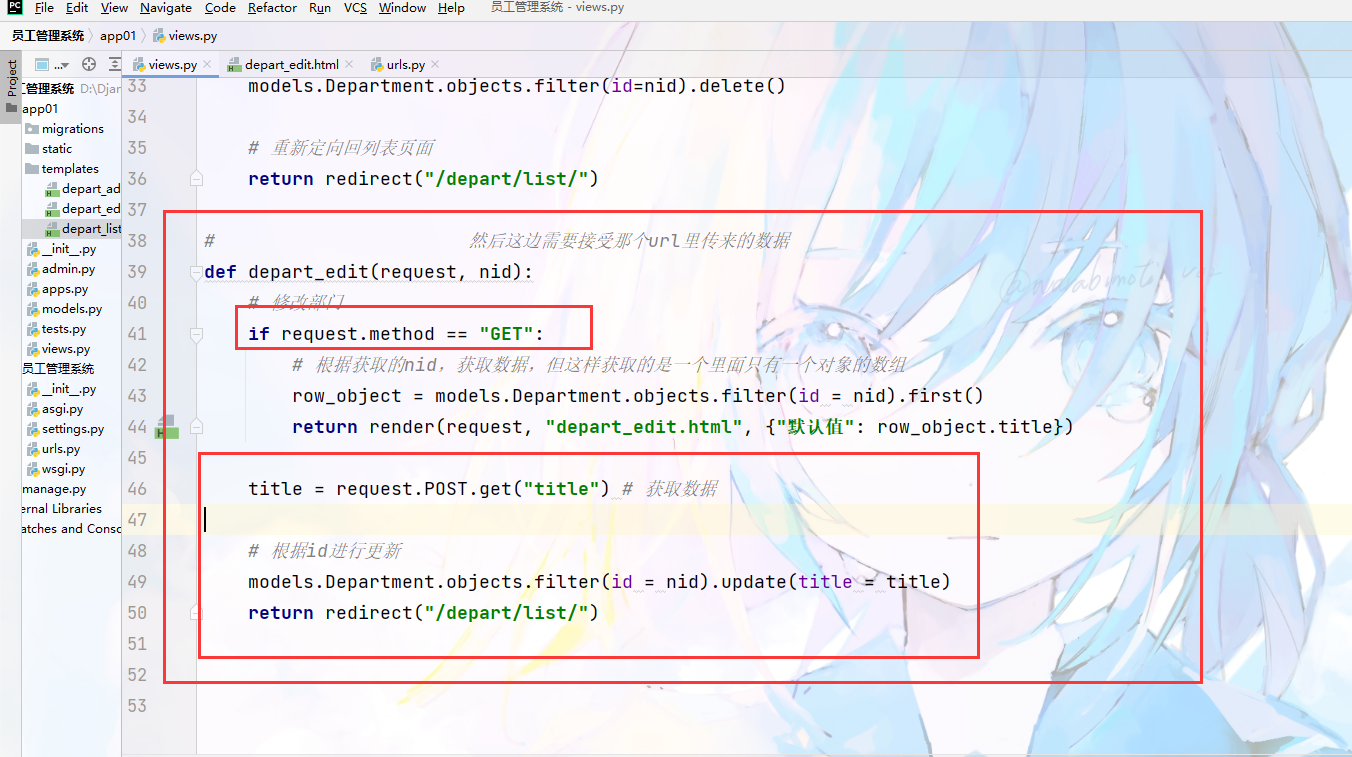 PC File Edit View Navigate Code Refactor Run VCS Window Help 员工管理系统 - views.py
员工管理系统 app01 views.py
Project
... views.py depart_edit.html urls.py
管理系统 D:\Djan
app01
migrations
static
templates
depart_ad
depart_ed
depart_list
__init__.py
admin.py
apps.py
models.py
tests.py
views.py
员工管理系统
__init__.py
asgi.py
settings.py
urls.py
wsgi.py
manage.py
ernal Libraries
atches and Consc
33 models.Department.objects.filter(id=nid).delete()
34
35 # 重新定向回列表页面
36 return redirect("/depart/list/")
37
38 # 然后这边需要接受那个url里传来的数据
39 def depart_edit(request, nid):
40 # 修改部门
41 if request.method == "GET":
42 # 根据获取的nid，获取数据，但这样获取的是一个里面只有一个对象的数组
43 row_object = models.Department.objects.filter(id = nid).first()
44 return render(request, "depart_edit.html", {"默认值": row_object.title})
45
46 title = request.POST.get("title") # 获取数据
47
48 # 根据id进行更新
49 models.Department.objects.filter(id = nid).update(title = title)
50 return redirect("/depart/list/")
51
52
53